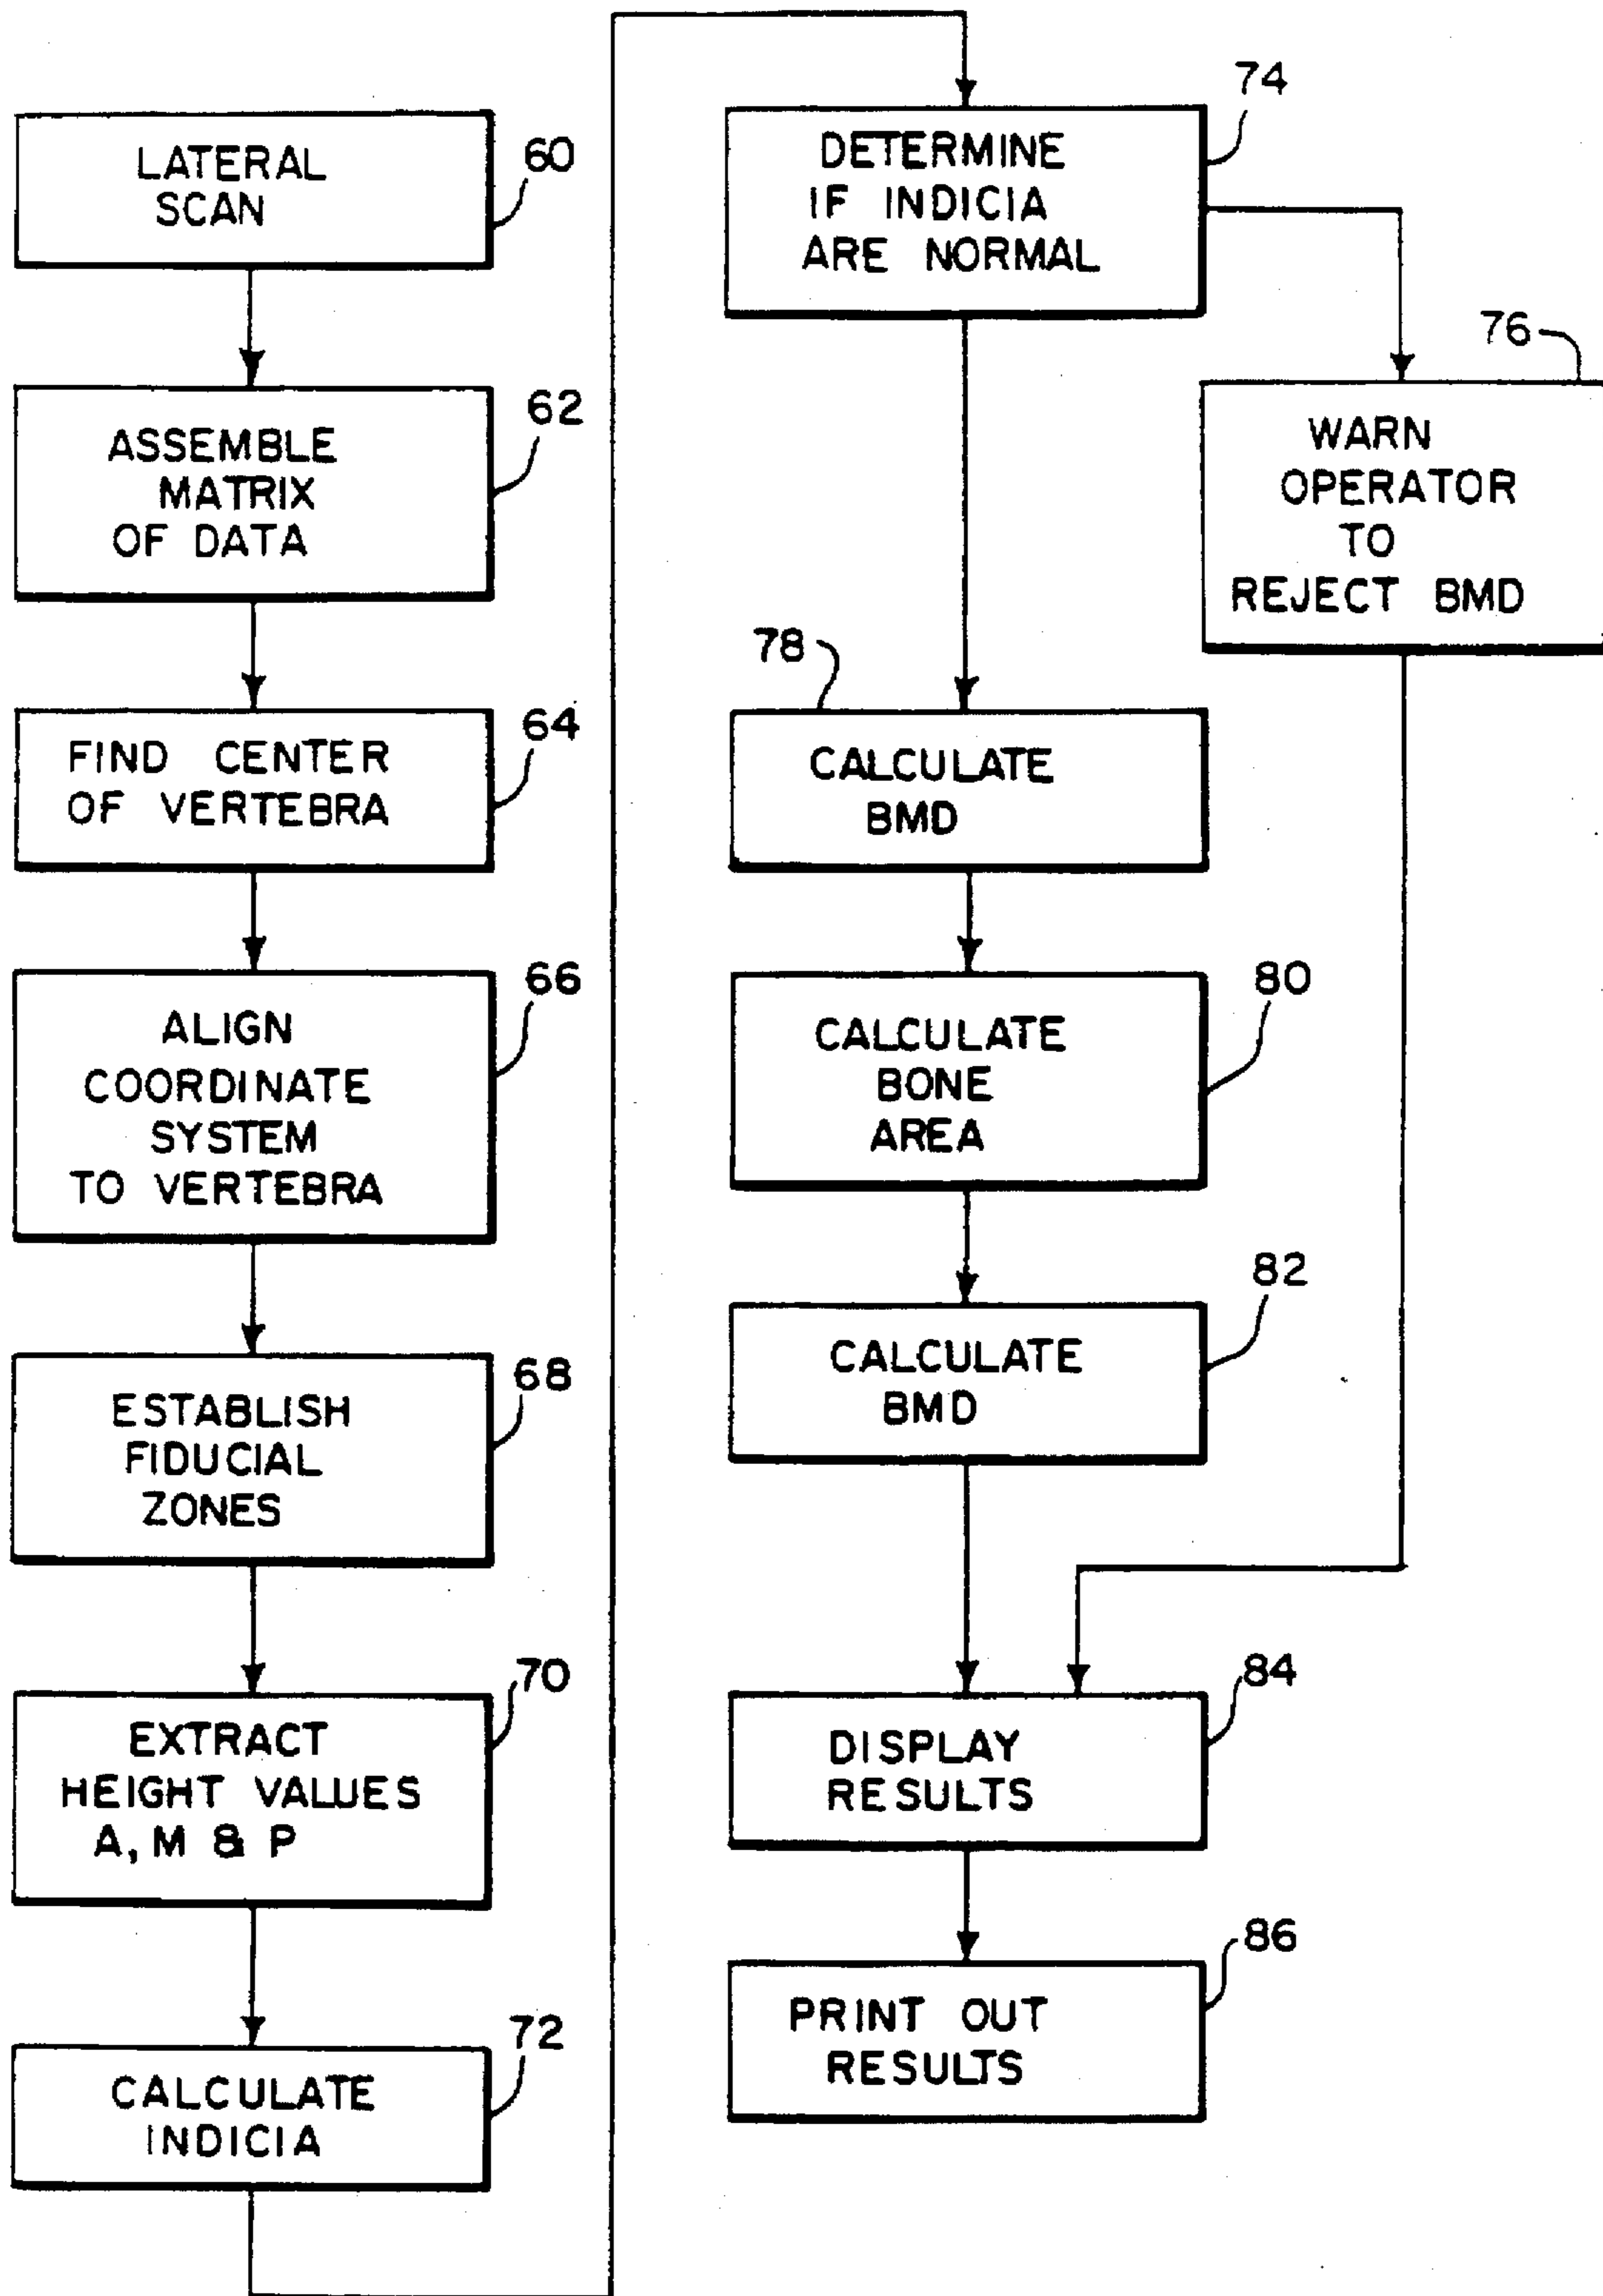 LATERAL
SCAN
60
ASSEMBLE
MATRIX
OF DATA
62
FIND CENTER
OF VERTEBRA
64
ALIGN
COORDINATE
SYSTEM
TO VERTEBRA
66
ESTABLISH
FIDUCIAL
ZONES
68
EXTRACT
HEIGHT VALUES
A, M & P
70
CALCULATE
INDICIA
72
DETERMINE
IF INDICIA
ARE NORMAL
74
WARN
OPERATOR
TO
REJECT BMD
76
CALCULATE
BMD
78
CALCULATE
BONE
AREA
80
CALCULATE
BMD
82
DISPLAY
RESULTS
84
PRINT OUT
RESULTS
86